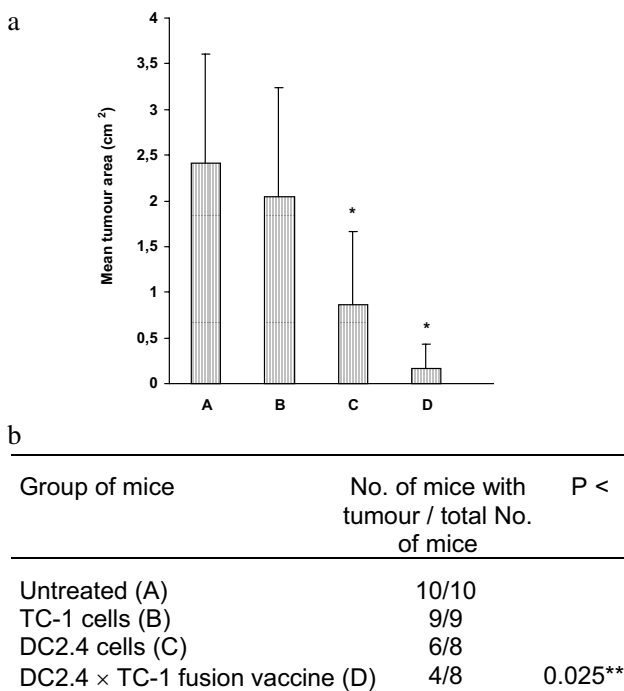 a
4
3,5
3
2,5
2
1,5
1
0,5
0
Mean tumour area (cm ²)
*
*
A B C D
b
Group of mice No. of mice with P <
tumour / total No.
of mice
Untreated (A) 10/10
TC-1 cells (B) 9/9
DC2.4 cells (C) 6/8
DC2.4 × TC-1 fusion vaccine (D) 4/8 0.025**